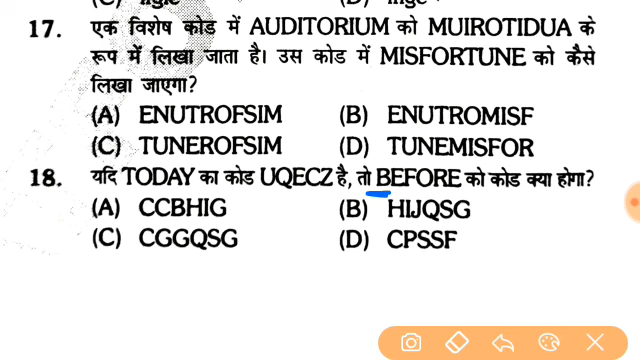 17. एक विशेष कोड में AUDITORIUM को MUIROTIDUA के
रूप में लिखा जाता है। उस कोड में MISFORTUNE को कैसे
लिखा जाएगा?
(A) ENUTROFSIM (B) ENUTROMISF
(C) TUNEROFSIM (D) TUNEMISFOR
18. यदि TODAY का कोड UQECZ है, तो BEFORE को कोड क्या होगा?
(A) CCBHIG (B) HIJQSG
(C) CGGQSG (D) CPSSF